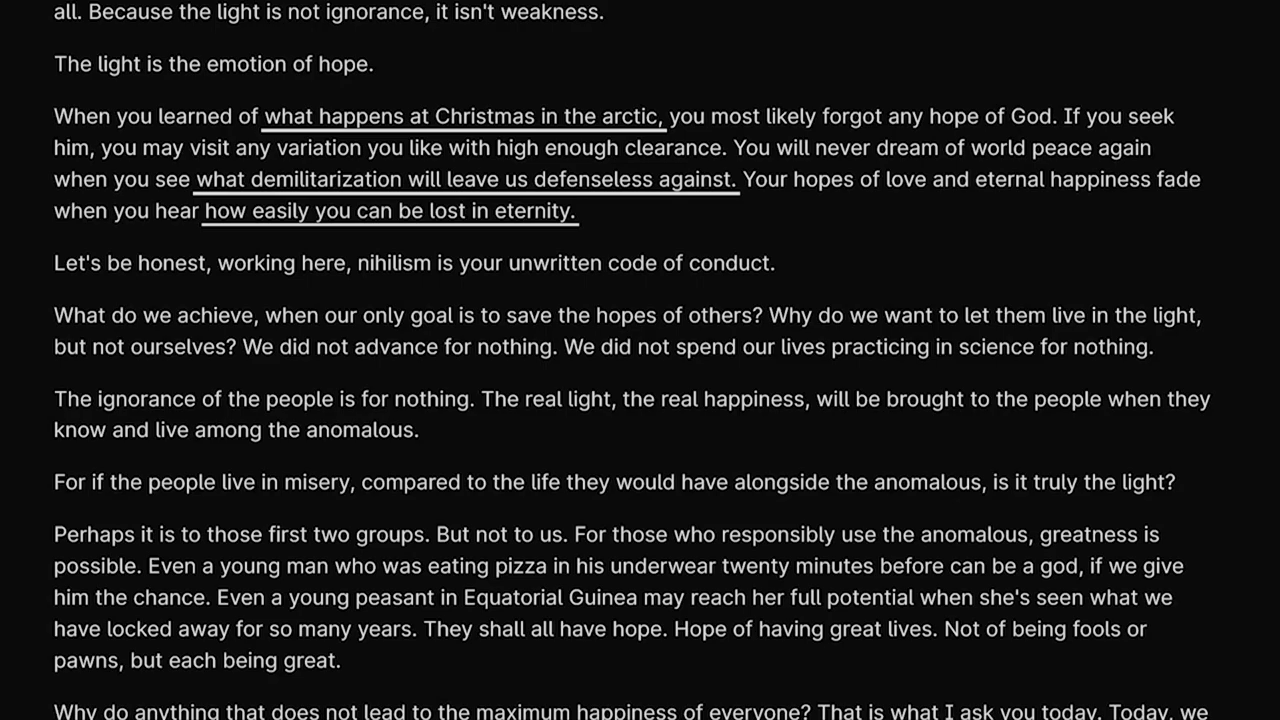 all. Because the light is not ignorance, it isn't weakness.
The light is the emotion of hope.
When you learned of what happens at Christmas in the arctic, you most likely forgot any hope of God. If you seek
him, you may visit any variation you like with high enough clearance. You will never dream of world peace again
when you see what demilitarization will leave us defenseless against. Your hopes of love and eternal happiness fade
when you hear how easily you can be lost in eternity.
Let's be honest, working here, nihilism is your unwritten code of conduct.
What do we achieve, when our only goal is to save the hopes of others? Why do we want to let them live in the light,
but not ourselves? We did not advance for nothing. We did not spend our lives practicing in science for nothing.
The ignorance of the people is for nothing. The real light, the real happiness, will be brought to the people when they
know and live among the anomalous.
For if the people live in misery, compared to the life they would have alongside the anomalous, is it truly the light?
Perhaps it is to those first two groups. But not to us. For those who responsibly use the anomalous, greatness is
possible. Even a young man who was eating pizza in his underwear twenty minutes before can be a god, if we give
him the chance. Even a young peasant in Equatorial Guinea may reach her full potential when she's seen what we
have locked away for so many years. They shall all have hope. Hope of having great lives. Not of being fools or
pawns, but each being great.
Why do anything that does not lead to the maximum happiness of everyone? That is what I ask you today. Today, we